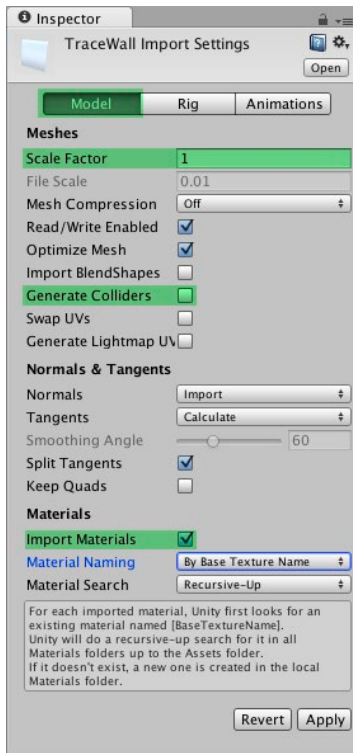 Inspector
TraceWall Import Settings
Open
Model Rig Animations
Meshes
Scale Factor 1
File Scale 0.01
Mesh Compression Off
Read/Write Enabled
Optimize Mesh
Import BlendShapes
Generate Colliders
Swap UVs
Generate Lightmap UV
Normals & Tangents
Normals Import
Tangents Calculate
Smoothing Angle 60
Split Tangents
Keep Quads
Materials
Import Materials
Material Naming By Base Texture Name
Material Search Recursive-Up
For each imported material, Unity first looks for an
existing material named [BaseTextureName].
Unity will do a recursive-up search for it in all
Materials folders up to the Assets folder.
If it doesn't exist, a new one is created in the local
Materials folder.
Revert Apply